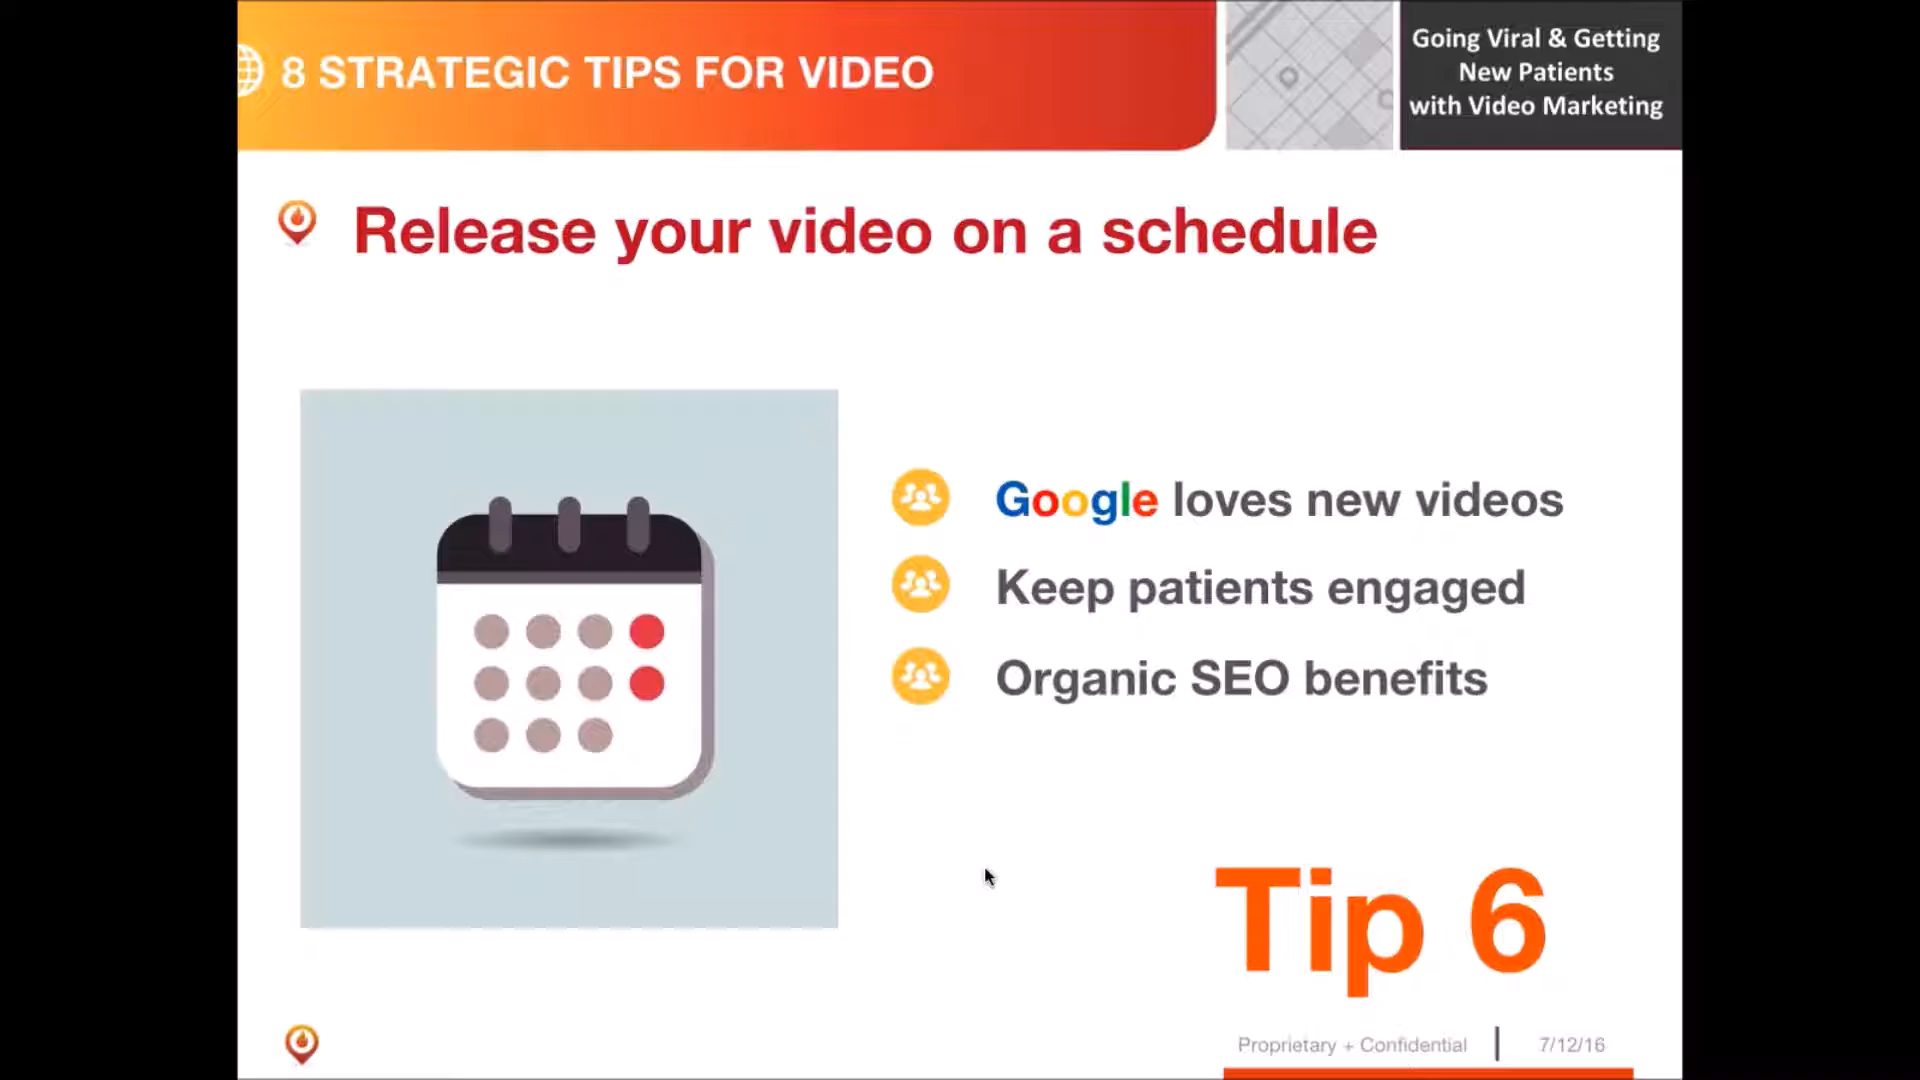 8 STRATEGIC TIPS FOR VIDEO
Going Viral & Getting
New Patients
with Video Marketing
Release your video on a schedule
Google loves new videos
Keep patients engaged
Organic SEO benefits
Tip 6
Proprietary + Confidential | 7/12/16